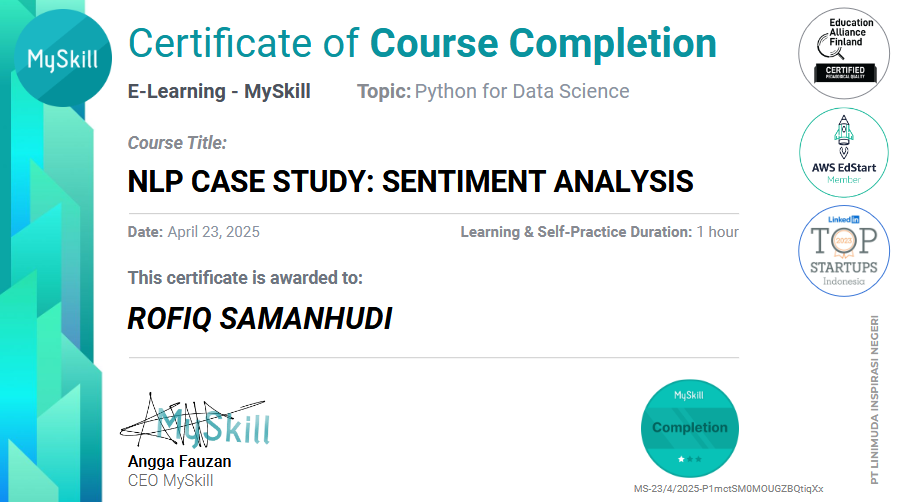 MySkill
Certificate of Course Completion
E-Learning - MySkill Topic: Python for Data Science
Course Title:
NLP CASE STUDY: SENTIMENT ANALYSIS
Date: April 23, 2025 Learning & Self-Practice Duration: 1 hour
This certificate is awarded to:
ROFIQ SAMANHUDI
MySkill
Angga Fauzan
CEO MySkill
MySkill
Completion
MS-23/4/2025-P1mctSM0MOUGZBQtiqXx
Education
Alliance
Finland
CERTIFIED
PEDAGOGICAL QUALITY
AWS EdStart
Member
LinkedIn
TOP
2023
STARTUPS
Indonesia
PT LINIMUDA INSPIRASI NEGERI